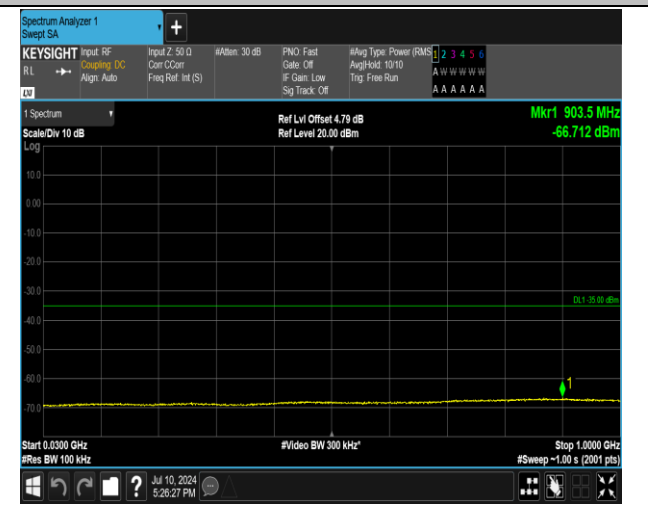 Spectrum Analyzer 1
Swept SA
+
KEYSIGHT Input: RF Input Z: 50 Ω #Atten: 30 dB PNO: Fast #Avg Type: Power (RMS 1 2 3 4 5 6
RL Coupling: DC Corr CCorr Gate: Off Avg|Hold: 10/10 A W W W W W
Align: Auto Freq Ref: Int (S) IF Gain: Low Trig: Free Run
Sig Track: Off A A A A A A
LXI
1 Spectrum Ref Lvl Offset 4.79 dB Mkr1 903.5 MHz
Scale/Div 10 dB Ref Level 20.00 dBm -66.712 dBm
Log
10.0
0.00
-10.0
-20.0
-30.0
DL1 -35.00 dBm
-40.0
-50.0
-60.0
1
-70.0
Start 0.0300 GHz #Video BW 300 kHz* Stop 1.0000 GHz
#Res BW 100 kHz #Sweep ~1.00 s (2001 pts)
? Jul 10, 2024
5:26:27 PM